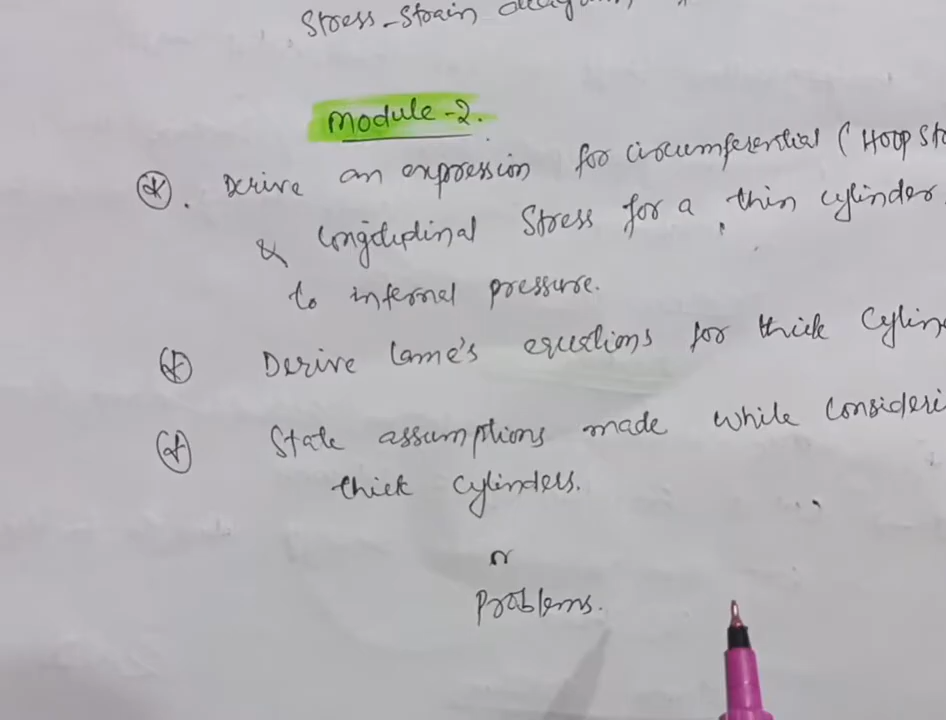 Stress-Strain
Module-2.
Derive an expression for circumferential (Hoop
& longitudinal Stress for a thin cylinder
to internal pressure.
Derive lame's equations for thick
State assumptions made while
thick cylinders.
or
Problems.